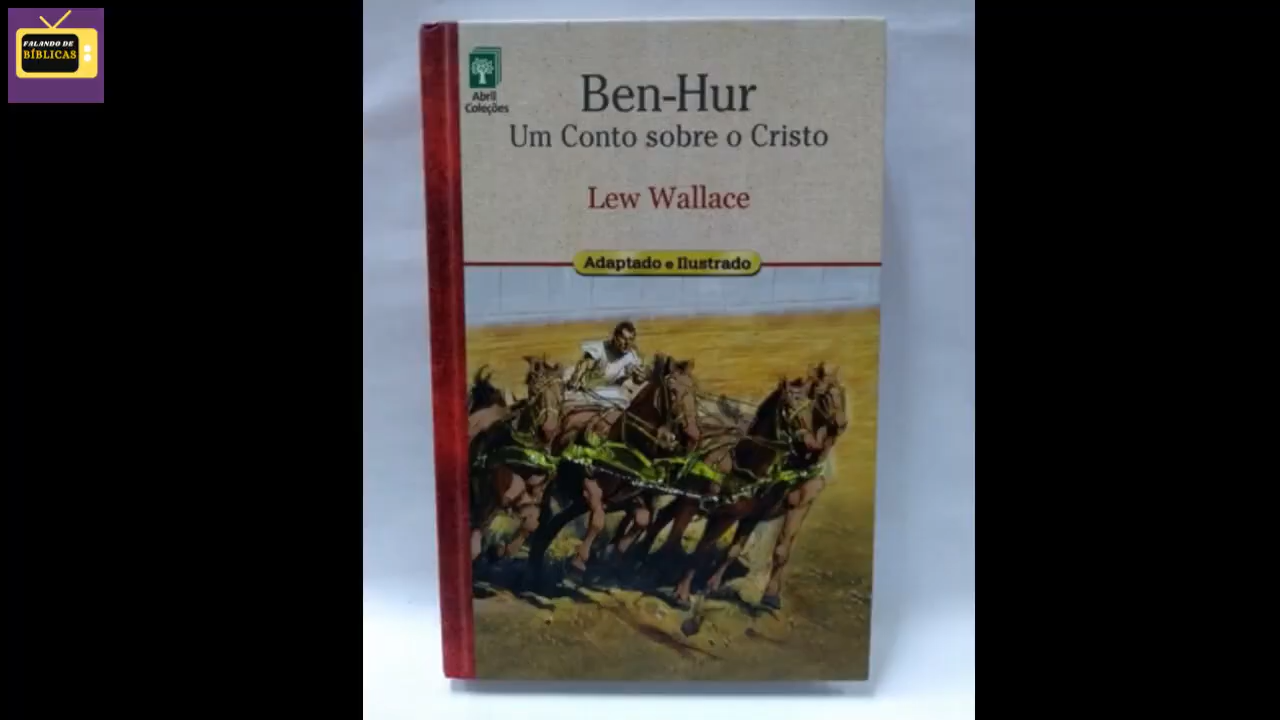 FALANDO DE
BÍBLICAS
Abril
Coleções
Ben-Hur
Um Conto sobre o Cristo
Lew Wallace
Adaptado e Ilustrado